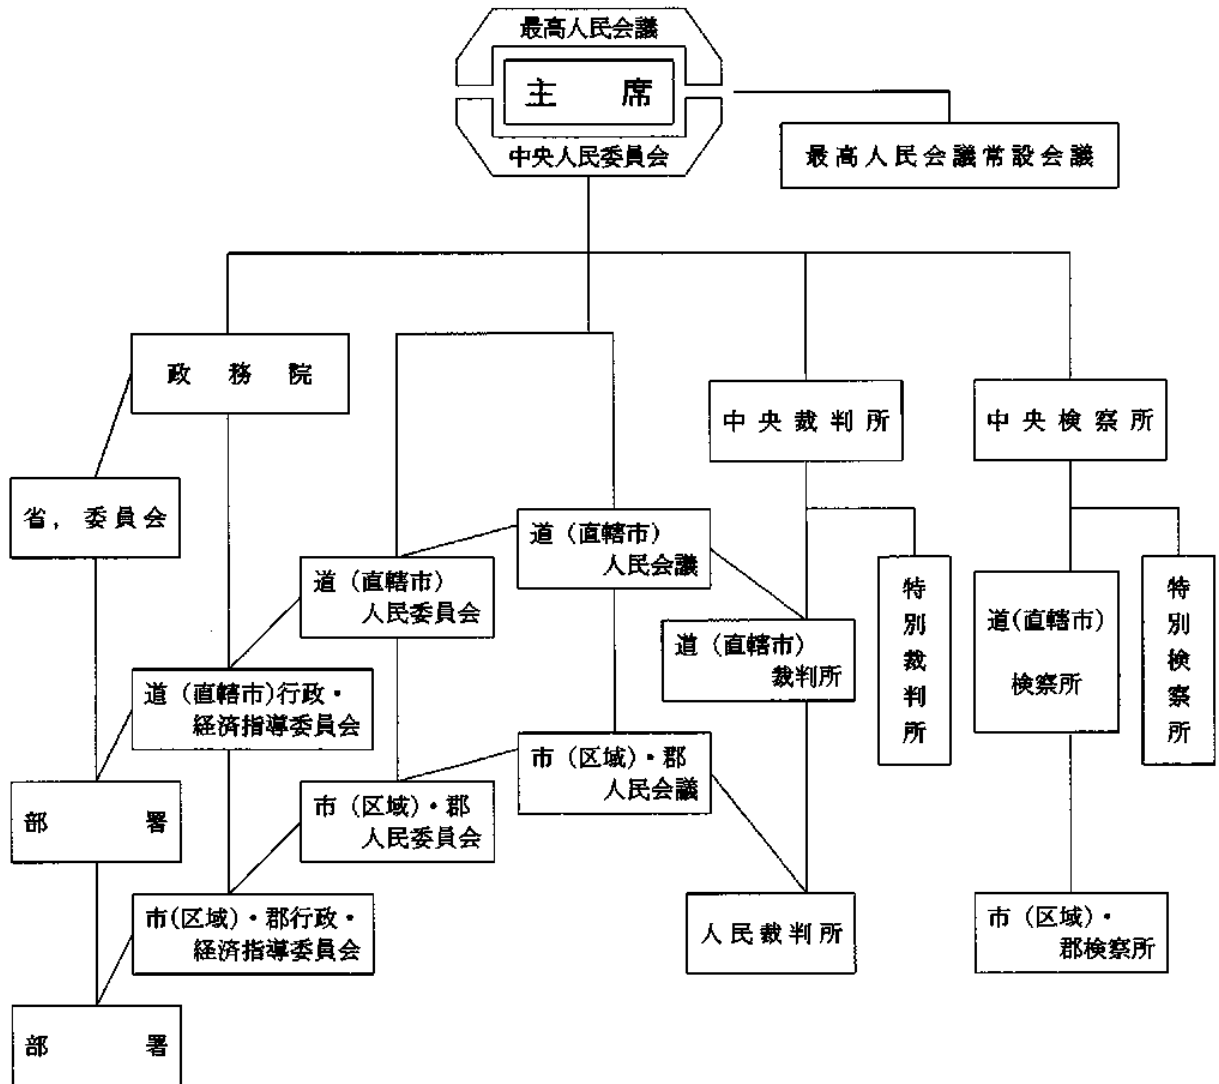 最高人民会議
主席
中央人民委員会
最高人民会議常設会議
政務院
中央裁判所
中央検察所
省，委員会
道（直轄市）
人民会議
道（直轄市）
人民委員会
特別裁判所
道(直轄市)
検察所
特別検察所
道（直轄市）
裁判所
道（直轄市）行政・
経済指導委員会
市（区域）・郡
人民会議
部署
市（区域）・郡
人民委員会
市(区域)・郡行政・
経済指導委員会
人民裁判所
市（区域）・
郡検察所
部署